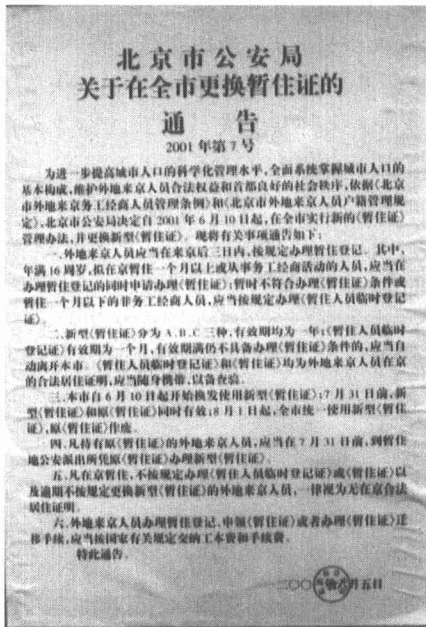 北京市公安局
关于在全市更换暂住证的
通 告
2001年第7号
为进一步提高城市人口的科学化管理水平，全面系统掌握城市人口的
基本构成，维护外地来京人员合法权益和首都良好的社会秩序，依据《北京
市外地来京务工经商人员管理条例》和《北京市外地来京人员户籍管理规
定》，北京市公安局决定自2001年6月10日起，在全市实行新的《暂住证》
管理办法，并更换新型《暂住证》。现将有关事项通告如下：
一、外地来京人员应当在来京后三日内，按规定办理暂住登记。其中，
年满16周岁，拟在京暂住一个月以上或从事务工经商活动的人员，应当在
办理暂住登记的同时申请办理《暂住证》；暂时不符合办理《暂住证》条件或
暂住一个月以下的非务工经商人员，应当按规定办理《暂住人员临时登记
证》。
二、新型《暂住证》分为A、B、C三种，有效期均为一年；《暂住人员临时
登记证》有效期为一个月，有效期满仍不具备办理《暂住证》条件的，应当自
动离开本市。《暂住人员临时登记证》和《暂住证》均为外地来京人员在京
的合法居住证明，应当随身携带，以备查验。
三、本市自6月10日起开始换发使用新型《暂住证》；7月31日前，新
型《暂住证》和原《暂住证》同时有效；8月1日起，全市统一使用新型《暂住
证》，原《暂住证》作废。
四、凡持有原《暂住证》的外地来京人员，应当在7月31日前，到暂住
地公安派出所凭原《暂住证》办理新型《暂住证》。
五、凡在京暂住，不按规定办理《暂住人员临时登记证》或《暂住证》以
及逾期不按规定更换新型《暂住证》的外地来京人员，一律视为无在京合法
居住证明。
六、外地来京人员办理暂住登记、申领《暂住证》或者办理《暂住证》迁
移手续，应当按国家有关规定交纳工本费和手续费。
特此通告。
二〇〇 月五日